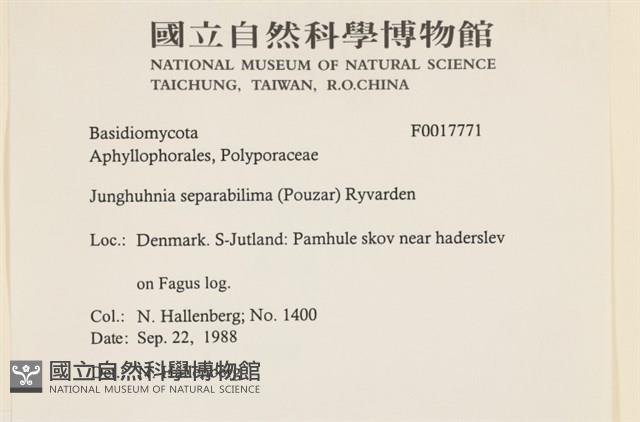 國立自然科學博物館
NATIONAL MUSEUM OF NATURAL SCIENCE
TAICHUNG, TAIWAN, R.O.CHINA
Basidiomycota F0017771
Aphyllophorales, Polyporaceae
Junghuhnia separabilima (Pouzar) Ryvarden
Loc.: Denmark. S-Jutland: Pamhule skov near haderslev
on Fagus log.
Col.: N. Hallenberg; No. 1400
Date: Sep. 22, 1988
國立自然科學博物館
NATIONAL MUSEUM OF NATURAL SCIENCE